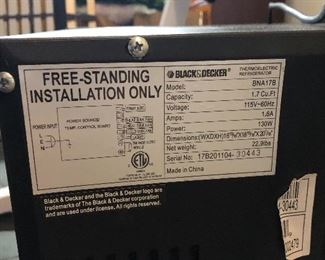 FREE-STANDING
INSTALLATION ONLY
POWER SOURCE/
TEMP. CONTROL BOARD
POWER INPUT
BLACK&DECKER
THERMOELECTRIC
REFRIGERATOR
Model: BNA17B
Capacity: 1.7 Cu.Ft
Voltage: 115V~60Hz
Amps: 1.5A
Power: 130W
Dimensions:(WXDXH)
Net weight: 22.9lbs
Serial No: 17B201104-30443
Made in China
Black & Decker and the Black & Decker logo are
trademarks of The Black & Decker corporation
and are used under license.
All rights reserved.
30443